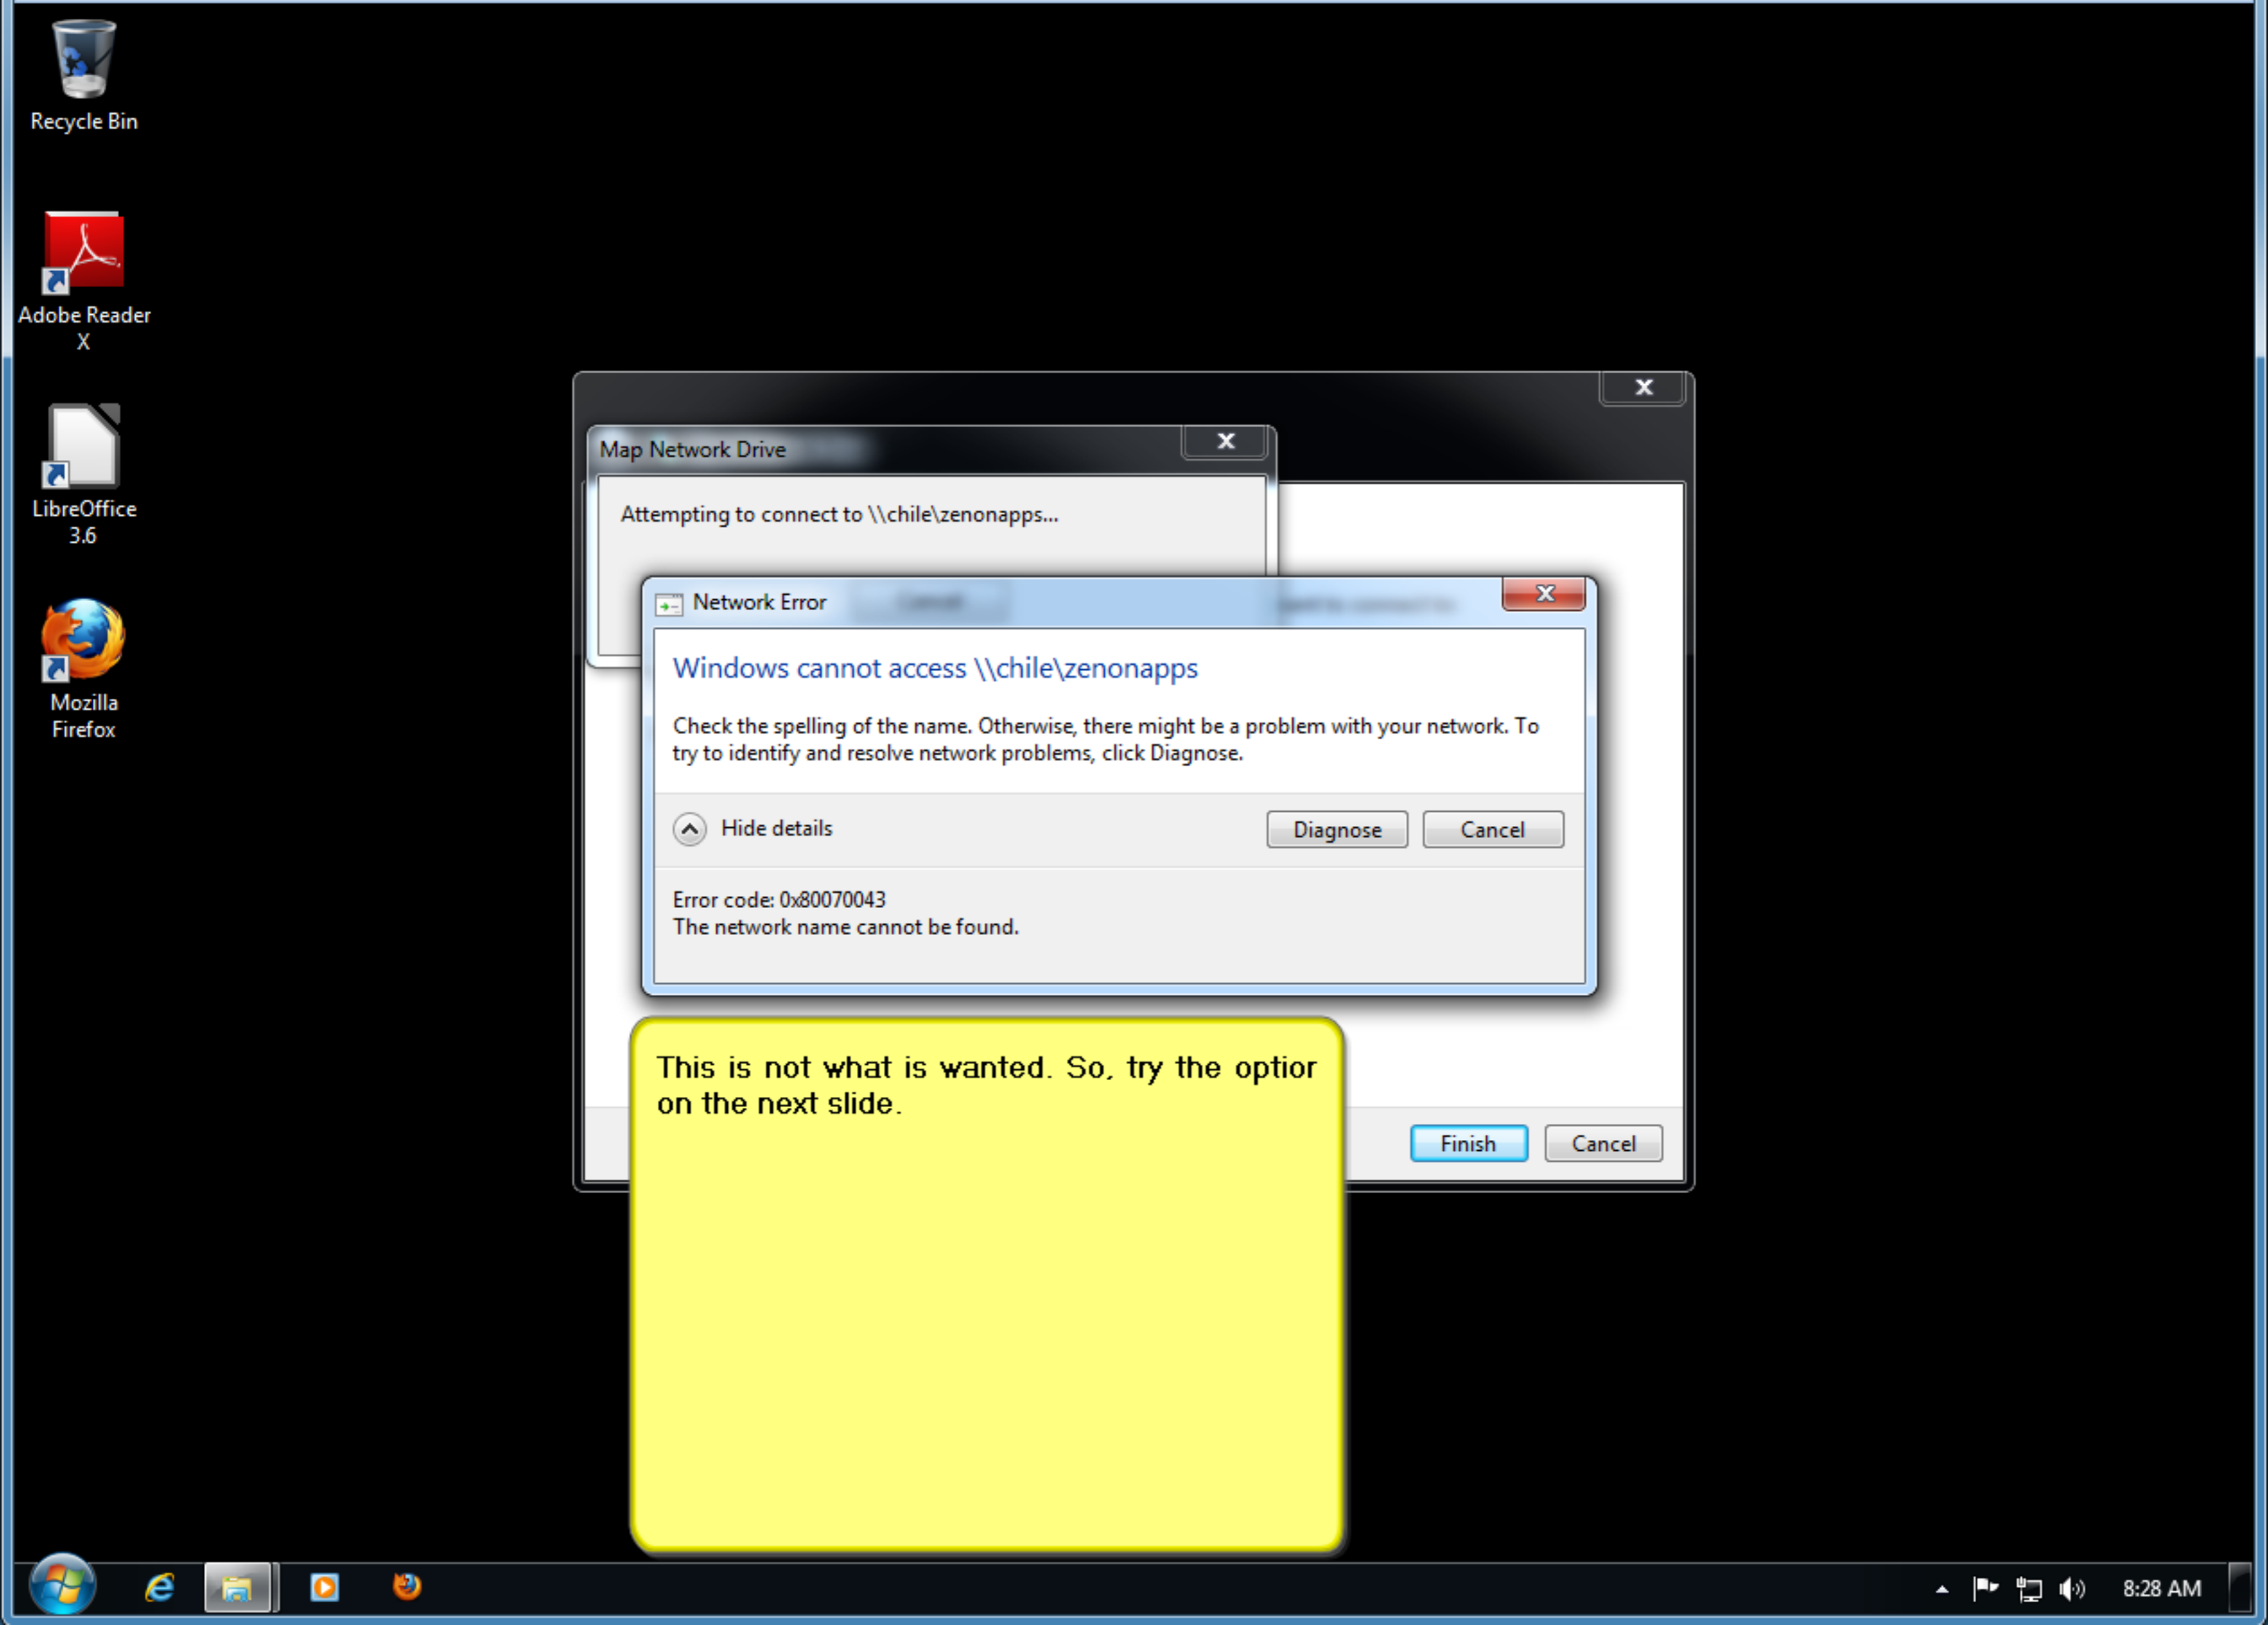 Recycle Bin
Adobe Reader
X
LibreOffice
3.6
Mozilla
Firefox
Map Network Drive
Attempting to connect to \\chile\zenonapps...
Network Error
Windows cannot access \\chile\zenonapps
Check the spelling of the name. Otherwise, there might be a problem with your network. To
try to identify and resolve network problems, click Diagnose.
Hide details
Diagnose
Cancel
Error code: 0x80070043
The network name cannot be found.
This is not what is wanted. So, try the optior
on the next slide.
Finish
Cancel
8:28 AM